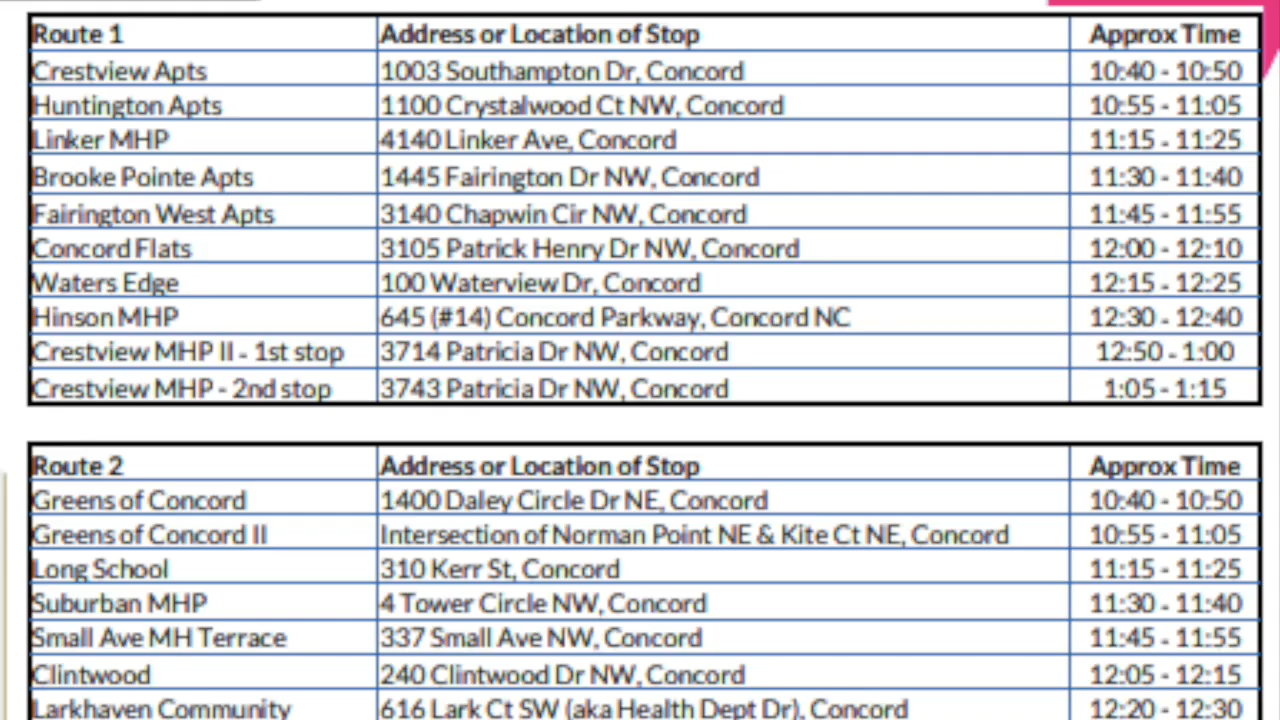 Route 1 Address or Location of Stop Approx Time
Crestview Apts 1003 Southampton Dr, Concord 10:40 - 10:50
Huntington Apts 1100 Crystalwood Ct NW, Concord 10:55 - 11:05
Linker MHP 4140 Linker Ave, Concord 11:15 - 11:25
Brooke Pointe Apts 1445 Fairington Dr NW, Concord 11:30 - 11:40
Fairington West Apts 3140 Chapwin Cir NW, Concord 11:45 - 11:55
Concord Flats 3105 Patrick Henry Dr NW, Concord 12:00 - 12:10
Waters Edge 100 Waterview Dr, Concord 12:15 - 12:25
Hinson MHP 645 (#14) Concord Parkway, Concord NC 12:30 - 12:40
Crestview MHP II - 1st stop 3714 Patricia Dr NW, Concord 12:50 - 1:00
Crestview MHP - 2nd stop 3743 Patricia Dr NW, Concord 1:05 - 1:15
Route 2 Address or Location of Stop Approx Time
Greens of Concord 1400 Daley Circle Dr NE, Concord 10:40 - 10:50
Greens of Concord II Intersection of Norman Point NE & Kite Ct NE, Concord 10:55 - 11:05
Long School 310 Kerr St, Concord 11:15 - 11:25
Suburban MHP 4 Tower Circle NW, Concord 11:30 - 11:40
Small Ave MH Terrace 337 Small Ave NW, Concord 11:45 - 11:55
Clintwood 240 Clintwood Dr NW, Concord 12:05 - 12:15
Larkhaven Community 616 Lark Ct SW (aka Health Dept Dr), Concord 12:20 - 12:30